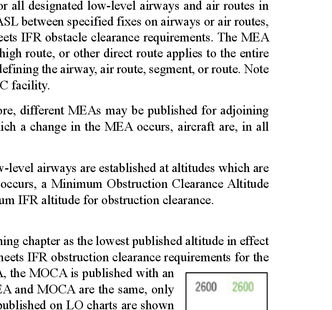 or all designated low-level airways and air routes in
ASL between specified fixes on airways or air routes,
eets IFR obstacle clearance requirements. The MEA
high route, or other direct route applies to the entire
defining the airway, air route, segment, or route. Note
C facility.
ore, different MEAs may be published for adjoining
ich a change in the MEA occurs, aircraft are, in all
w-level airways are established at altitudes which are
occurs, a Minimum Obstruction Clearance Altitude
um IFR altitude for obstruction clearance.
ning chapter as the lowest published altitude in effect
meets IFR obstruction clearance requirements for the
A, the MOCA is published with an
EA and MOCA are the same, only
published on LO charts are shown
2600 2600